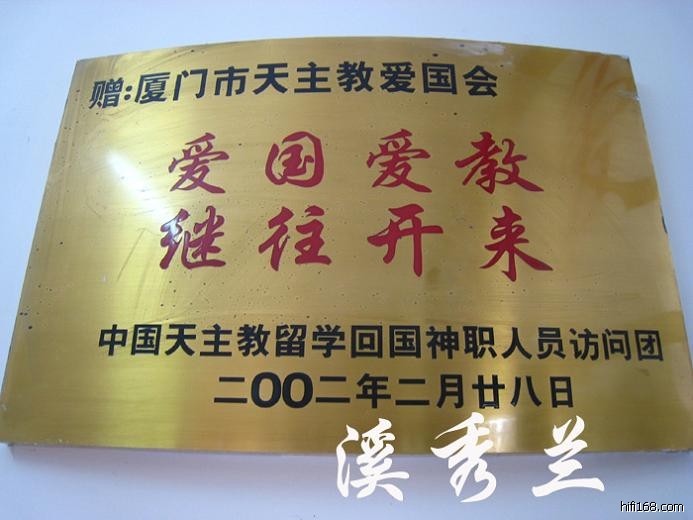 赠:厦门市天主教爱国会
爱国爱教
继往开来
中国天主教留学回国神职人员访问团
二〇〇二年二月廿八日
溪秀兰
hifi168.com